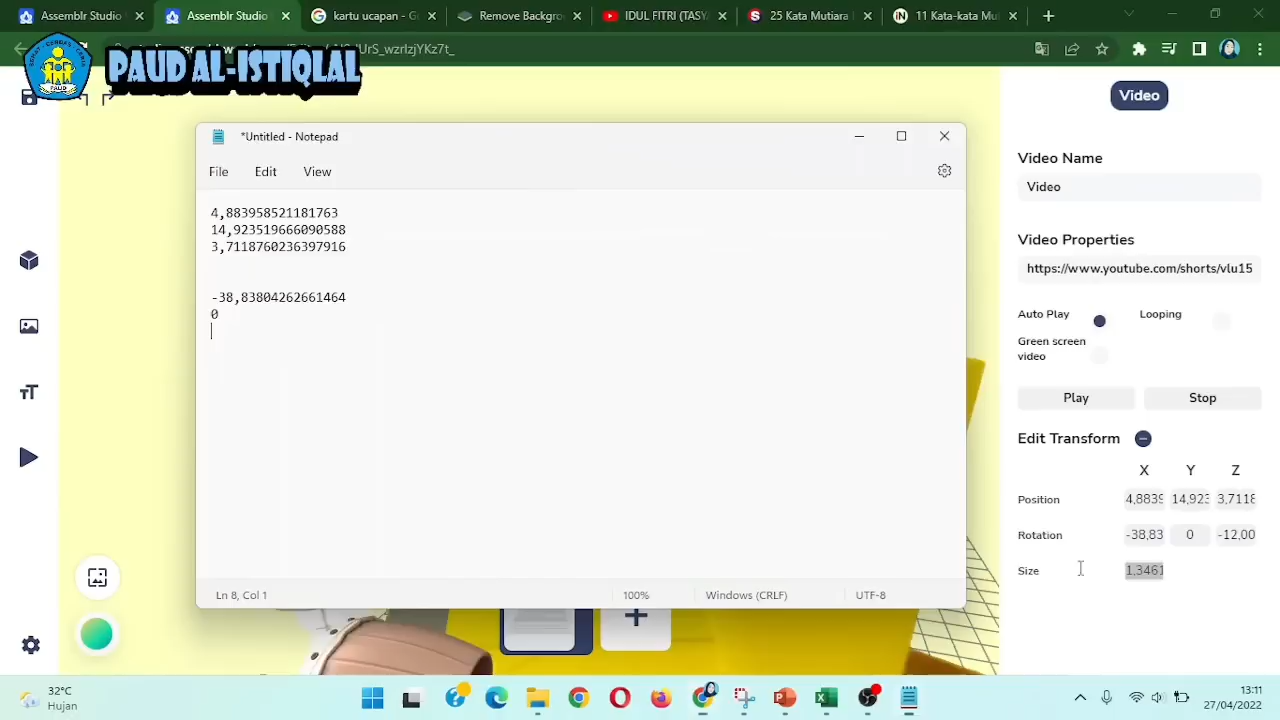 Assemblr Studio
Assemblr Studio
kartu ucapan - G
Remove Backgro
IDUL FITRI (TASY
25 Kata Mutiara
11 Kata-kata Mu
PAUD AL-ISTIQLAL
PAUD
Video
*Untitled - Notepad
File
Edit
View
4,883958521181763
14,923519666090588
3,7118760236397916
-38,83804262661464
0
Ln 8, Col 1
100%
Windows (CRLF)
UTF-8
Video Name
Video
Video Properties
https://www.youtube.com/shorts/vlu15
Auto Play
Looping
Green screen
video
Play
Stop
Edit Transform
X Y Z
Position 4,8839 14,923 3,7118
Rotation -38,83 0 -12,00
Size 1,3461
32°C
Hujan
13:11
27/04/2022